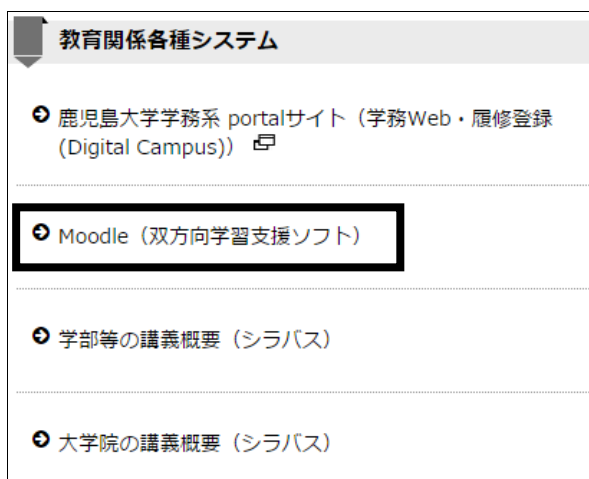 教育関係各種システム
鹿児島大学学務系 portalサイト（学務Web・履修登録
(Digital Campus)）
Moodle（双方向学習支援ソフト）
学部等の講義概要（シラバス）
大学院の講義概要（シラバス）